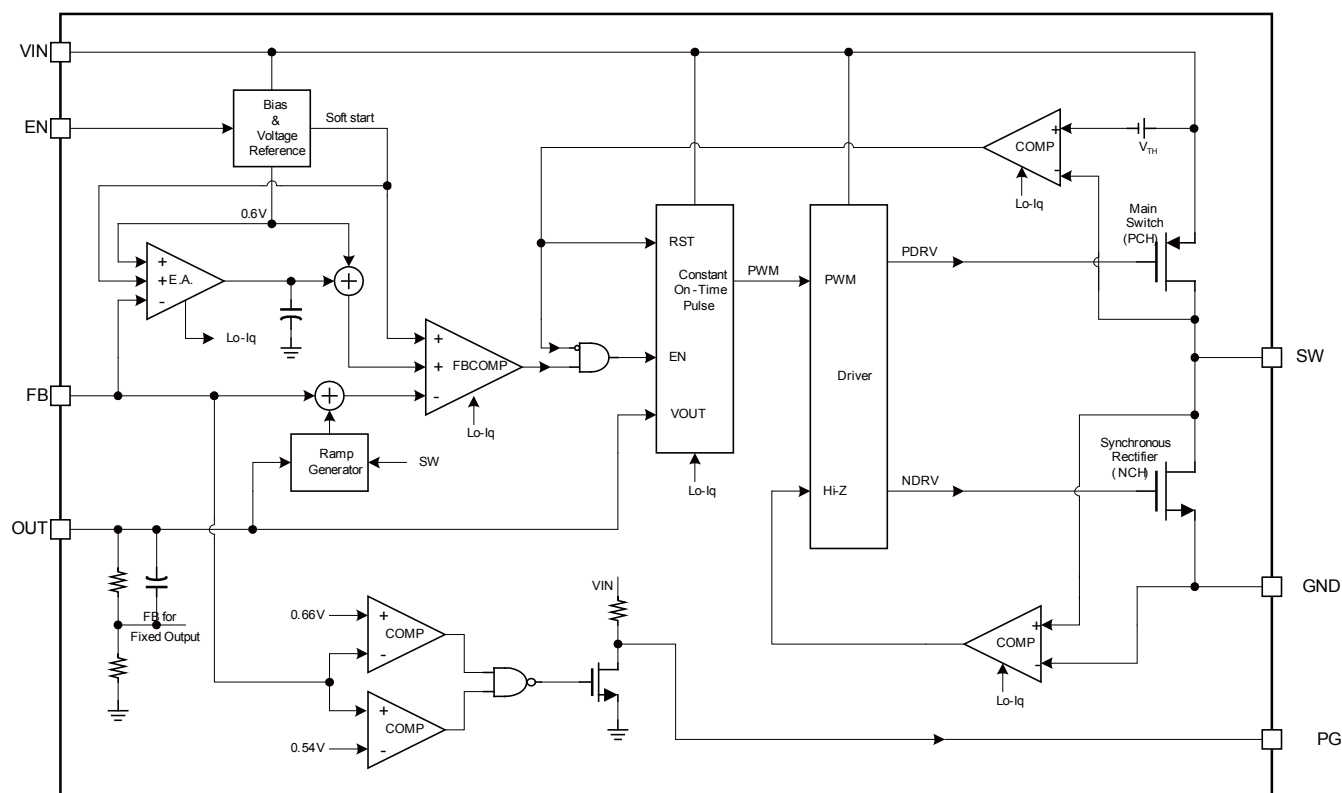 VIN
EN
Bias
&
Voltage
Reference
Soft start
0.6V
+
+
-
E.A.
+
Lo-Iq
FB
+
+
-
FBCOMP
Lo-Iq
+
Ramp
Generator
SW
OUT
FB for
Fixed Output
RST
Constant
On-Time
Pulse
EN
VOUT
Lo-Iq
PWM
PWM
Driver
Hi-Z
PDRV
NDRV
+
-
COMP
Lo-Iq
VTH
Main
Switch
(PCH)
SW
Synchronous
Rectifier
(NCH)
GND
+
-
COMP
Lo-Iq
0.66V
+
-
COMP
+
-
COMP
0.54V
VIN
PG